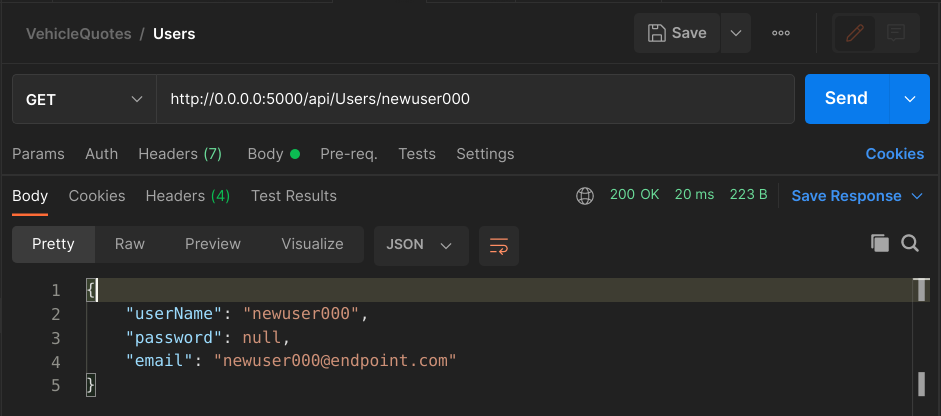 VehicleQuotes / Users
Save
GET
http://0.0.0.0:5000/api/Users/newuser000
Send
Params Auth Headers (7) Body Pre-req. Tests Settings Cookies
Body Cookies Headers (4) Test Results 200 OK 20 ms 223 B Save Response
Pretty Raw Preview Visualize JSON
1 {
2 "userName": "newuser000",
3 "password": null,
4 "email": "newuser000@endpoint.com"
5 }